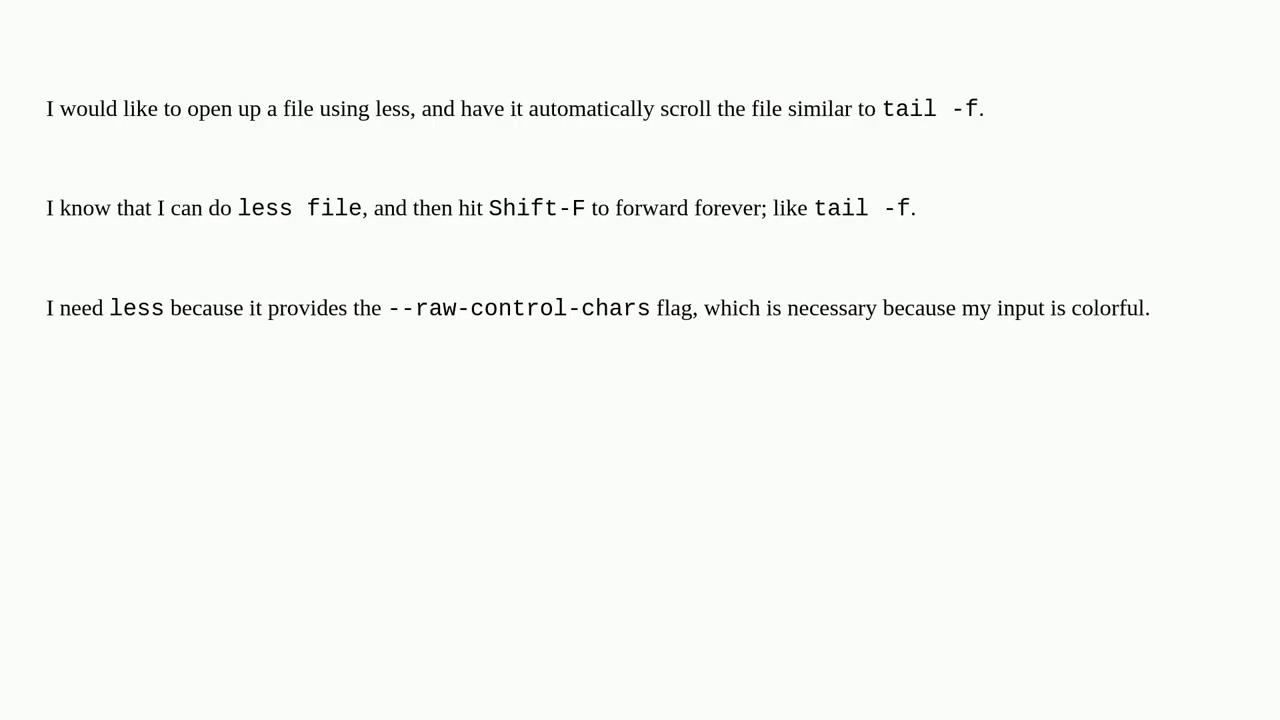 I would like to open up a file using less, and have it automatically scroll the file similar to tail -f.
I know that I can do less file, and then hit Shift-F to forward forever; like tail -f.
I need less because it provides the --raw-control-chars flag, which is necessary because my input is colorful.